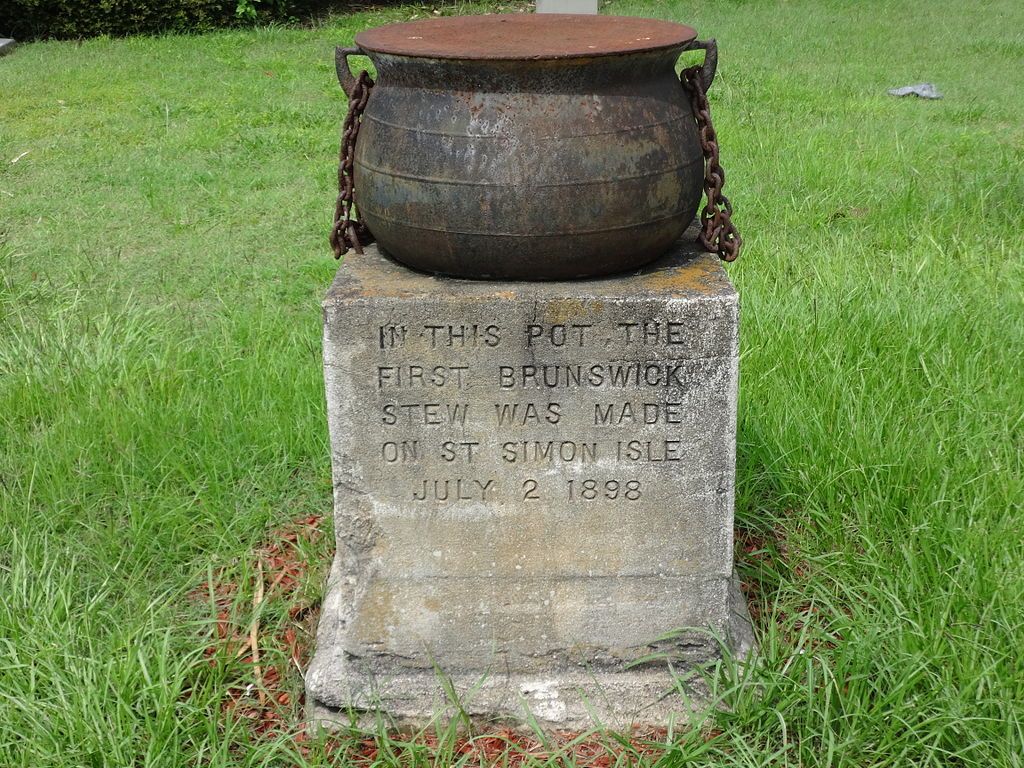 IN THIS POT, THE
FIRST BRUNSWICK
STEW WAS MADE
ON ST SIMON ISLE
JULY 2 1898